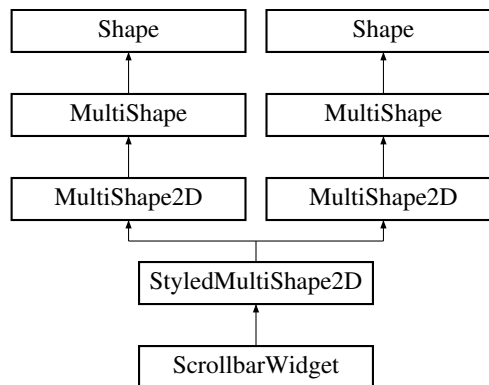 Shape
Shape
MultiShape
MultiShape
MultiShape2D
MultiShape2D
StyledMultiShape2D
ScrollbarWidget